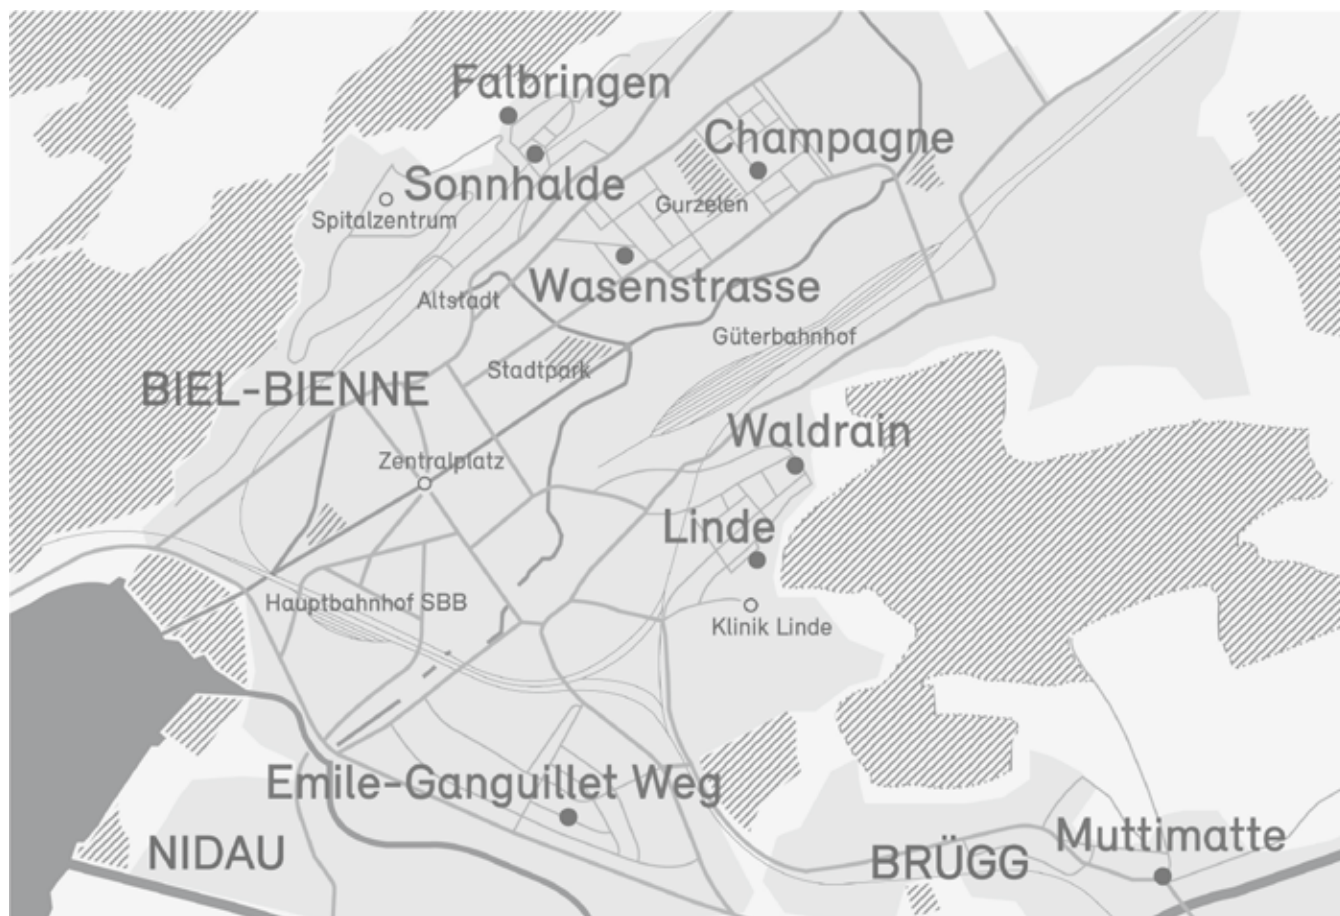 Falbringen
Champagne
Sonnhalde
Gurzelen
Spitalzentrum
Wasenstrasse
Altstadt
Güterbahnhof
Stadtpark
BIEL-BIENNE
Waldrain
Zentralplatz
Linde
Hauptbahnhof SBB
Klinik Linde
Emile-Ganguillet Weg
Muttimatte
NIDAU
BRÜGG